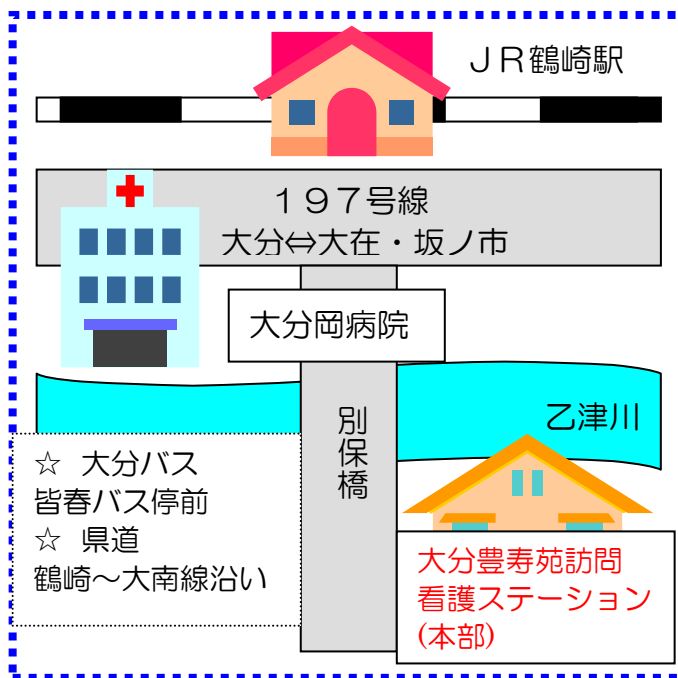 ＪＲ鶴崎駅
１９７号線
大分⇔大在・坂ノ市
大分岡病院
乙津川
別保橋
☆　大分バス
皆春バス停前
☆　県道
鶴崎～大南線沿い
大分豊寿苑訪問
看護ステーション
(本部)